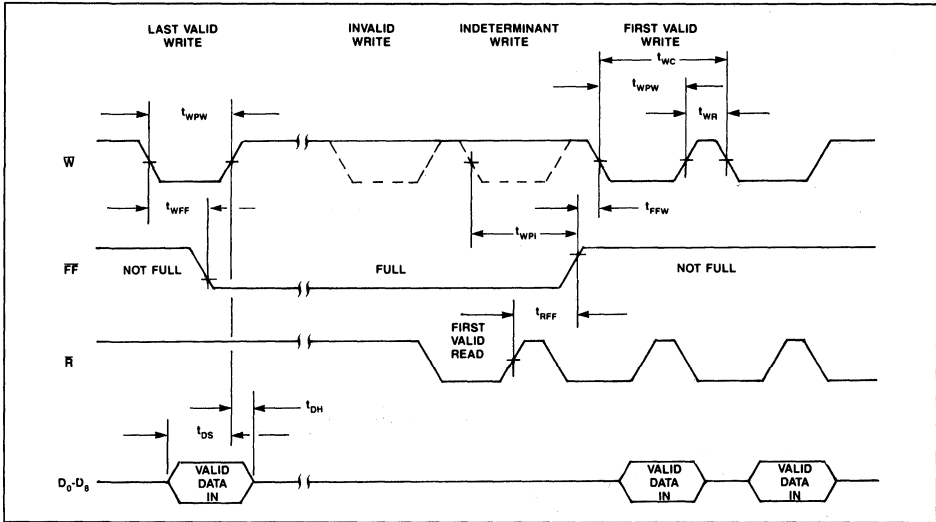 LAST VALID
WRITE
INVALID
WRITE
INDETERMINANT
WRITE
FIRST VALID
WRITE
tWC
tWPW
tWPW
tWR
W̅
tWFF
tFFW
tWPI
F̅F̅
NOT FULL
FULL
NOT FULL
tRFF
FIRST
VALID
READ
R̅
tDH
tDS
D0-D8
VALID
DATA
IN
VALID
DATA
IN
VALID
DATA
IN